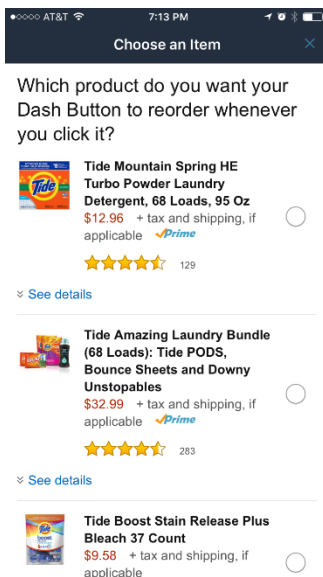 AT&T 7:13 PM
Choose an Item
Which product do you want your
Dash Button to reorder whenever
you click it?
Tide Mountain Spring HE
Turbo Powder Laundry
Detergent, 68 Loads, 95 Oz
$12.96 + tax and shipping, if
applicable Prime
129
See details
Tide Amazing Laundry Bundle
(68 Loads): Tide PODS,
Bounce Sheets and Downy
Unstopables
$32.99 + tax and shipping, if
applicable Prime
283
See details
Tide Boost Stain Release Plus
Bleach 37 Count
$9.58 + tax and shipping, if
applicable
Tide